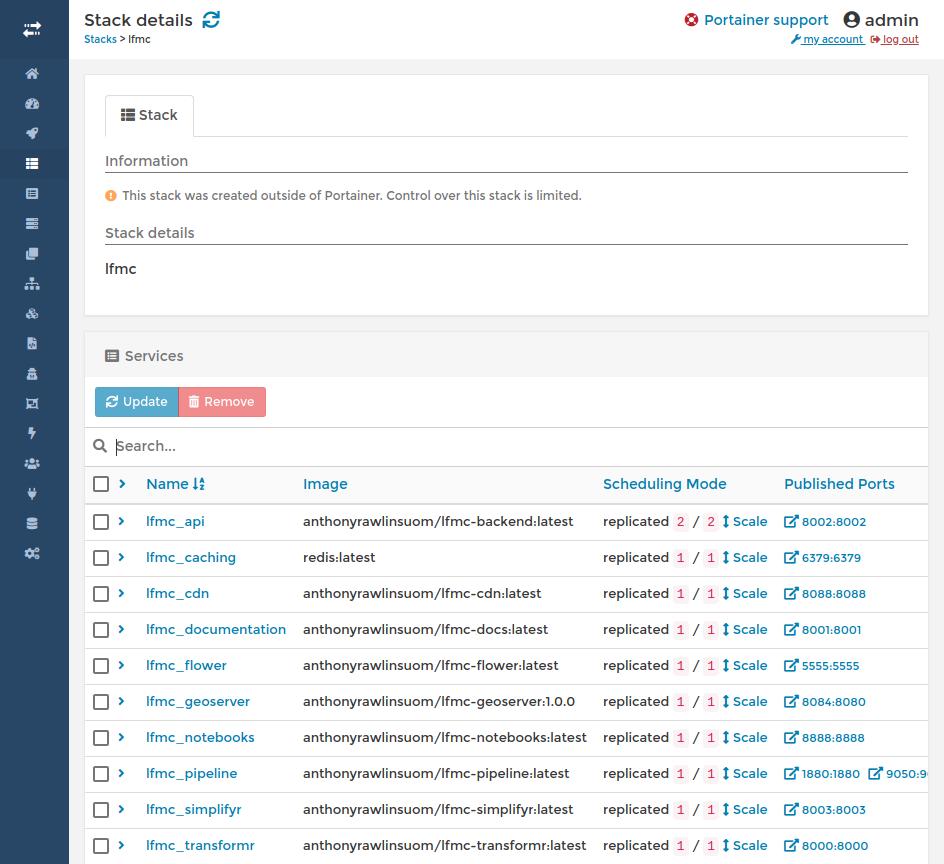 Stack details
Portainer support admin
Stacks > lfmc
my account log out
Stack
Information
This stack was created outside of Portainer. Control over this stack is limited.
Stack details
lfmc
Services
Update Remove
Search...
Name Image Scheduling Mode Published Ports
lfmc_api anthonyrawlinsuom/lfmc-backend:latest replicated 2 / 2 Scale 8002:8002
lfmc_caching redis:latest replicated 1 / 1 Scale 6379:6379
lfmc_cdn anthonyrawlinsuom/lfmc-cdn:latest replicated 1 / 1 Scale 8088:8088
lfmc_documentation anthonyrawlinsuom/lfmc-docs:latest replicated 1 / 1 Scale 8001:8001
lfmc_flower anthonyrawlinsuom/lfmc-flower:latest replicated 1 / 1 Scale 5555:5555
lfmc_geoserver anthonyrawlinsuom/lfmc-geoserver:1.0.0 replicated 1 / 1 Scale 8084:8080
lfmc_notebooks anthonyrawlinsuom/lfmc-notebooks:latest replicated 1 / 1 Scale 8888:8888
lfmc_pipeline anthonyrawlinsuom/lfmc-pipeline:latest replicated 1 / 1 Scale 1880:1880
lfmc_simplifyr anthonyrawlinsuom/lfmc-simplifyr:latest replicated 1 / 1 Scale 8003:8003
lfmc_transformr anthonyrawlinsuom/lfmc-transformr:latest replicated 1 / 1 Scale 8000:8000